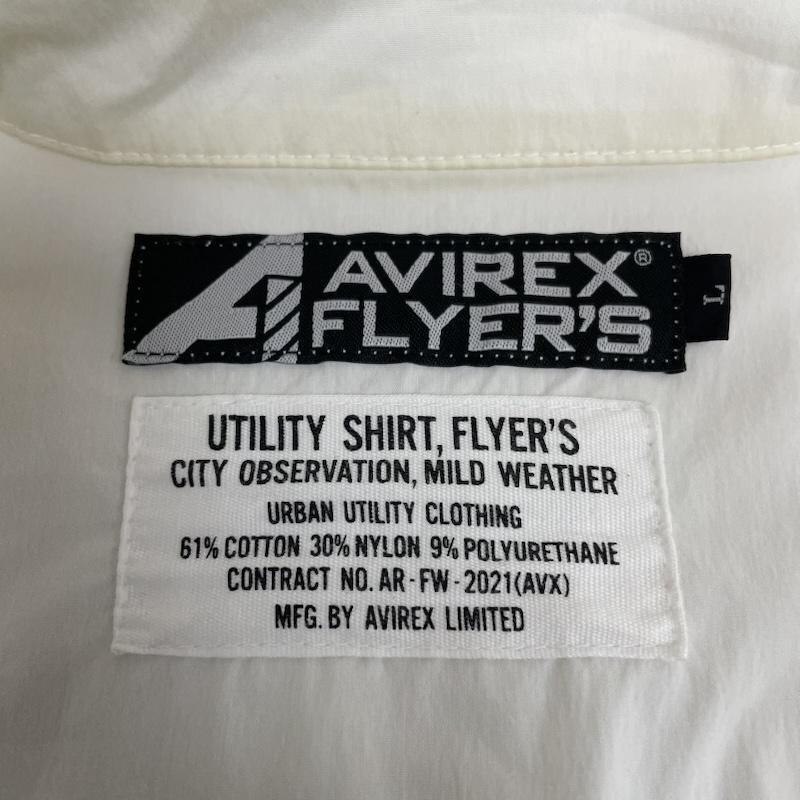 AVIREX®
FLYER'S
L
UTILITY SHIRT, FLYER'S
CITY OBSERVATION, MILD WEATHER
URBAN UTILITY CLOTHING
61% COTTON 30% NYLON 9% POLYURETHANE
CONTRACT NO. AR-FW-2021(AVX)
MFG. BY AVIREX LIMITED